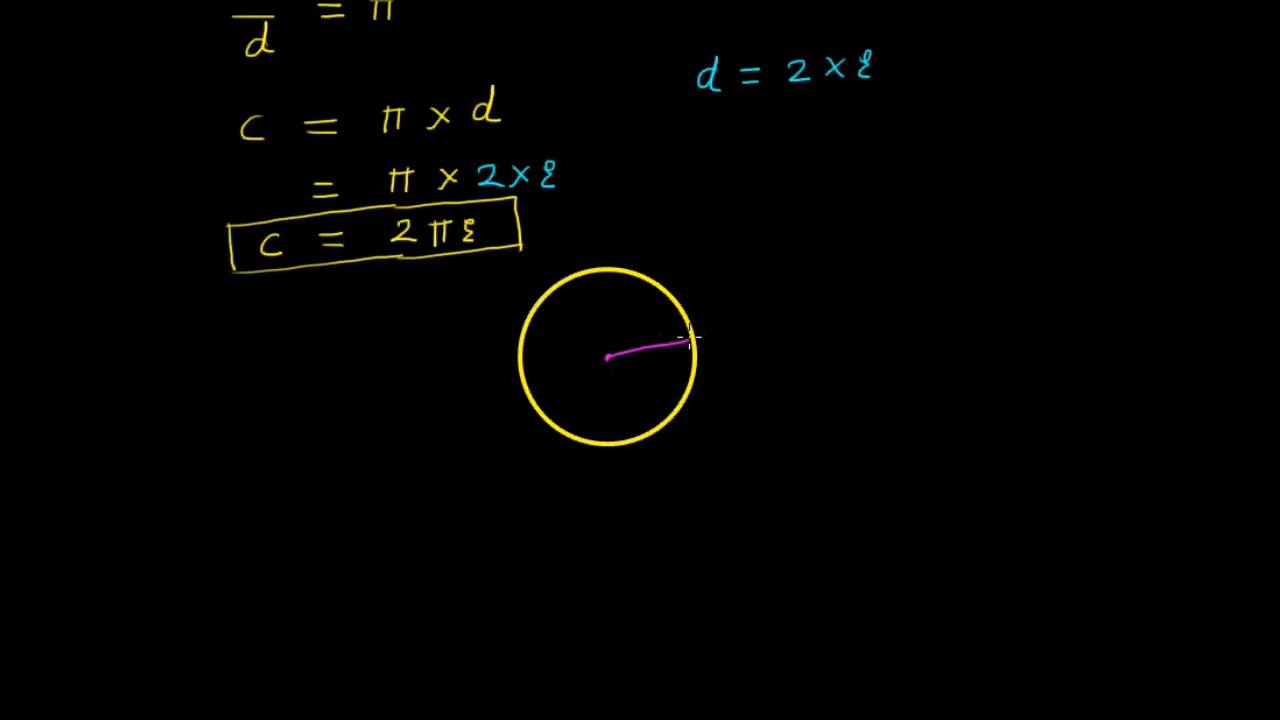 d = π
d = 2 × r
C = π × d
= π × 2 × r
C = 2πr